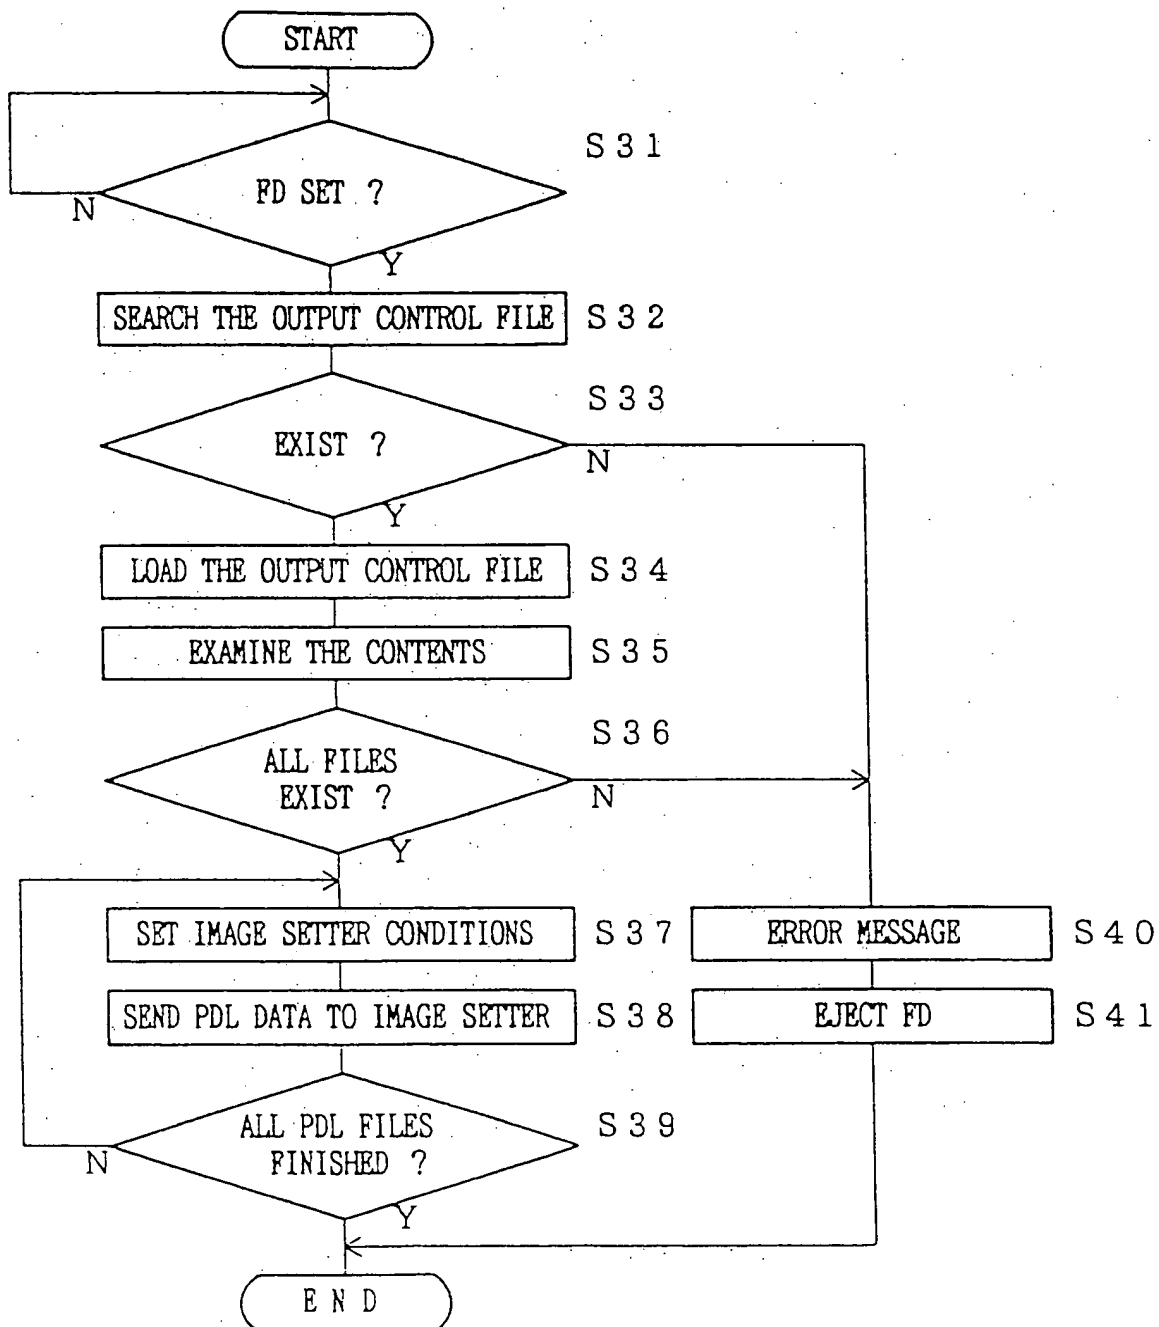 START
S31
FD SET ?
N
Y
SEARCH THE OUTPUT CONTROL FILE S32
S33
EXIST ?
N
Y
LOAD THE OUTPUT CONTROL FILE S34
EXAMINE THE CONTENTS S35
S36
ALL FILES
EXIST ?
N
Y
SET IMAGE SETTER CONDITIONS S37 ERROR MESSAGE S40
SEND PDL DATA TO IMAGE SETTER S38 EJECT FD S41
S39
ALL PDL FILES
FINISHED ?
N
Y
END